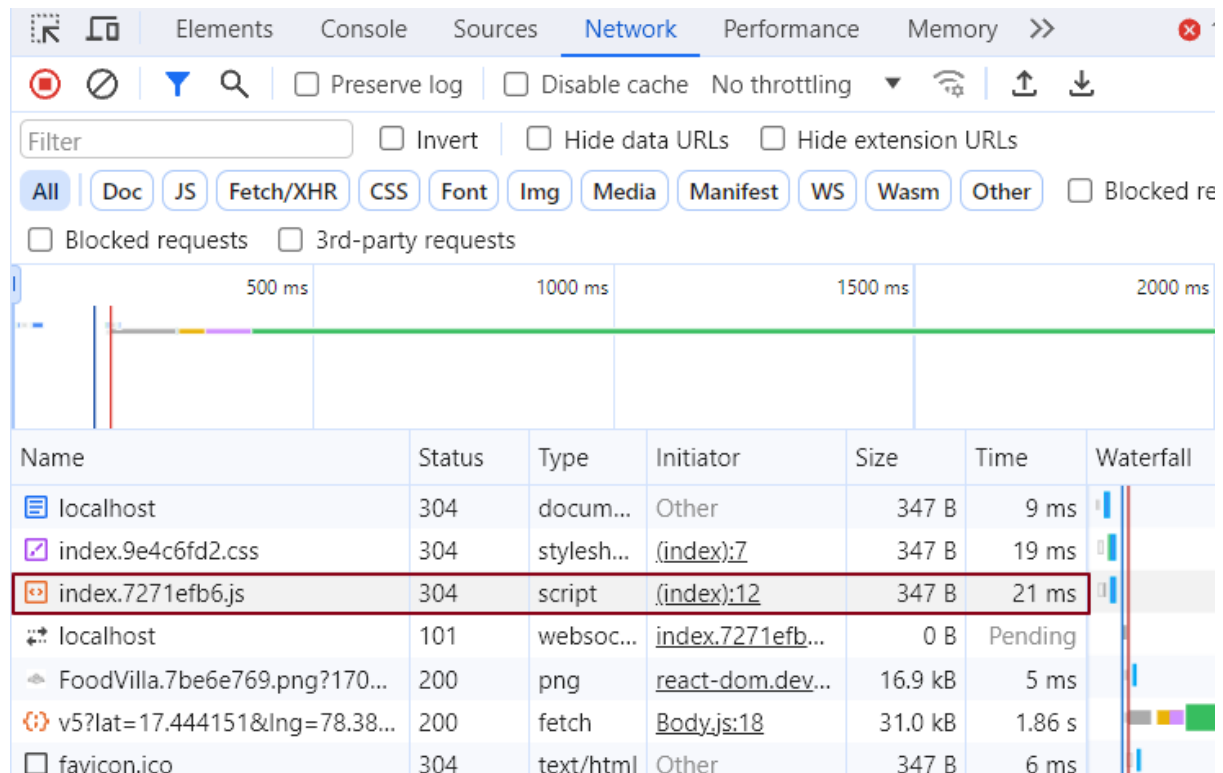 Elements Console Sources Network Performance Memory
Preserve log Disable cache No throttling
Filter Invert Hide data URLs Hide extension URLs
All Doc JS Fetch/XHR CSS Font Img Media Manifest WS Wasm Other Blocked re
Blocked requests 3rd-party requests
500 ms 1000 ms 1500 ms 2000 ms
Name Status Type Initiator Size Time Waterfall
localhost 304 docum... Other 347 B 9 ms
index.9e4c6fd2.css 304 stylesh... (index):7 347 B 19 ms
index.7271efb6.js 304 script (index):12 347 B 21 ms
localhost 101 websoc... index.7271efb... 0 B Pending
FoodVilla.7be6e769.png?170... 200 png react-dom.dev... 16.9 kB 5 ms
v5?lat=17.444151&lng=78.38... 200 fetch Body.js:18 31.0 kB 1.86 s
favicon.ico 304 text/html Other 347 B 6 ms